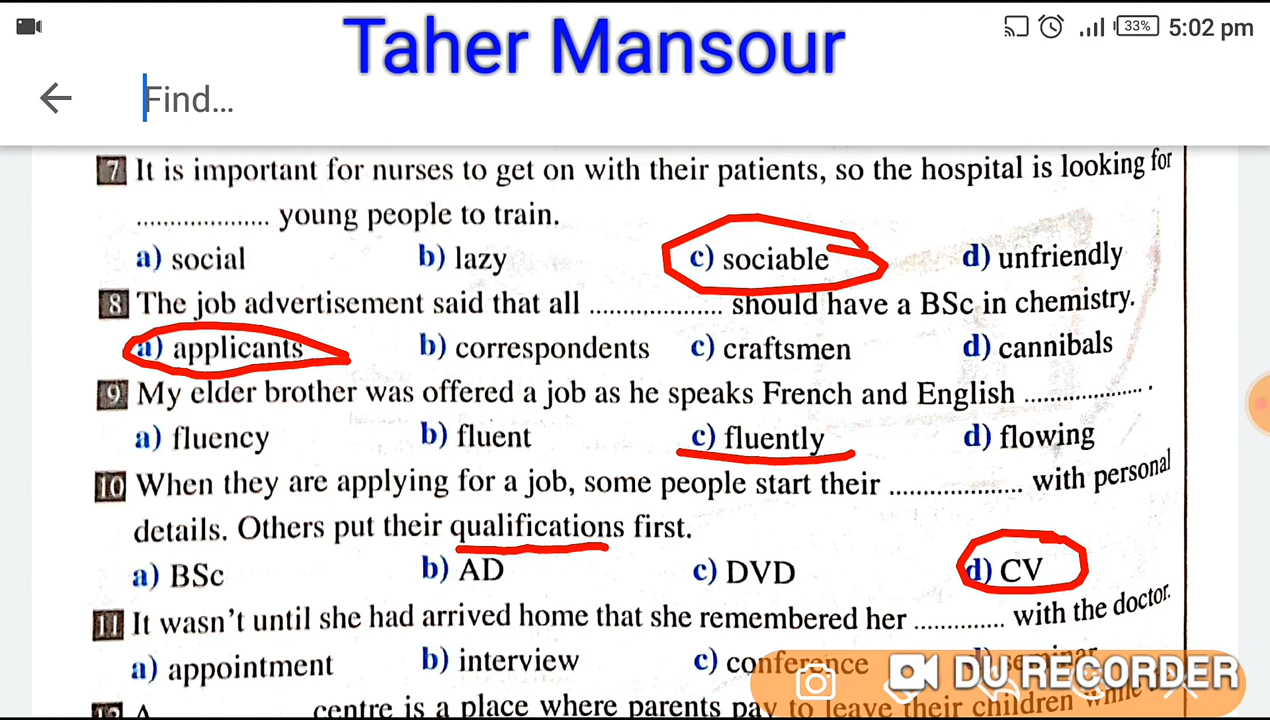 Taher Mansour
33% 5:02 pm
Find...
7 It is important for nurses to get on with their patients, so the hospital is looking for
.................... young people to train.
a) social b) lazy c) sociable d) unfriendly
8 The job advertisement said that all .................... should have a BSc in chemistry.
a) applicants b) correspondents c) craftsmen d) cannibals
9 My elder brother was offered a job as he speaks French and English .................... .
a) fluency b) fluent c) fluently d) flowing
10 When they are applying for a job, some people start their .................... with personal
details. Others put their qualifications first.
a) BSc b) AD c) DVD d) CV
11 It wasn't until she had arrived home that she remembered her ............. with the doctor.
a) appointment b) interview c) conference d) seminar
DU RECORDER
12 A .................... centre is a place where parents pay to leave their children while